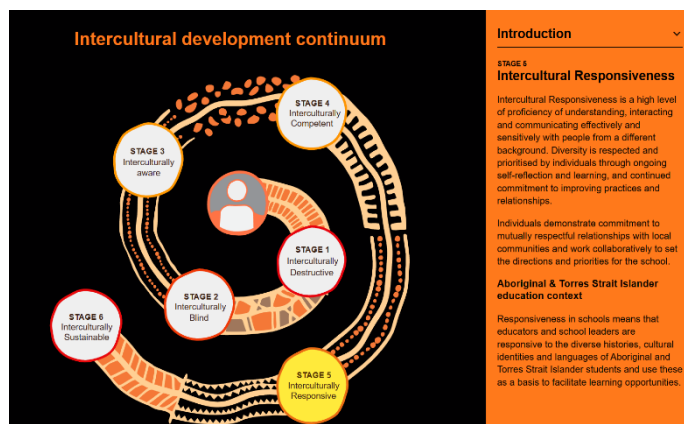 Intercultural development continuum
STAGE 4
Interculturally
Competent
STAGE 3
Interculturally
aware
STAGE 1
Interculturally
Destructive
STAGE 2
Interculturally
Blind
STAGE 6
Interculturally
Sustainable
STAGE 5
Interculturally
Responsive
Introduction
STAGE 5
Intercultural Responsiveness
Intercultural Responsiveness is a high level
of proficiency of understanding, interacting
and communicating effectively and
sensitively with people from a different
background. Diversity is respected and
prioritised by individuals through ongoing
self-reflection and learning, and continued
commitment to improving practices and
relationships.
Individuals demonstrate commitment to
mutually respectful relationships with local
communities and work collaboratively to set
the directions and priorities for the school.
Aboriginal & Torres Strait Islander
education context
Responsiveness in schools means that
educators and school leaders are
responsive to the diverse histories, cultural
identities and languages of Aboriginal and
Torres Strait Islander students and use these
as a basis to facilitate learning opportunities.